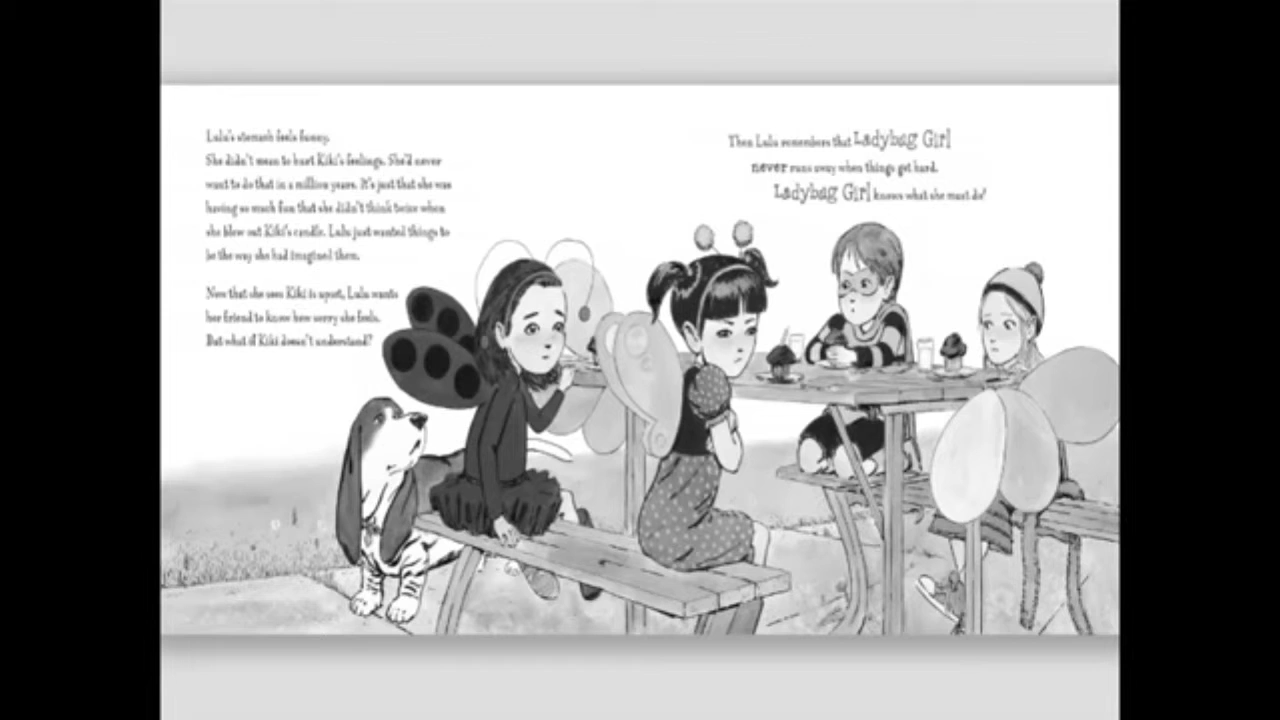 Lulu's stomach feels funny.
She didn't mean to hurt Kiki's feelings. She'd never
want to do that in a million years. It's just that she was
having so much fun that she didn't think twice when
she blew out Kiki's candle. Lulu just wanted things to
be the way she had imagined them.
Now that she sees Kiki is upset, Lulu wants
her friend to know how sorry she feels.
But what if Kiki doesn't understand?
Then Lulu remembers that Ladybug Girl
never runs away when things get hard.
Ladybug Girl knows what she must do!